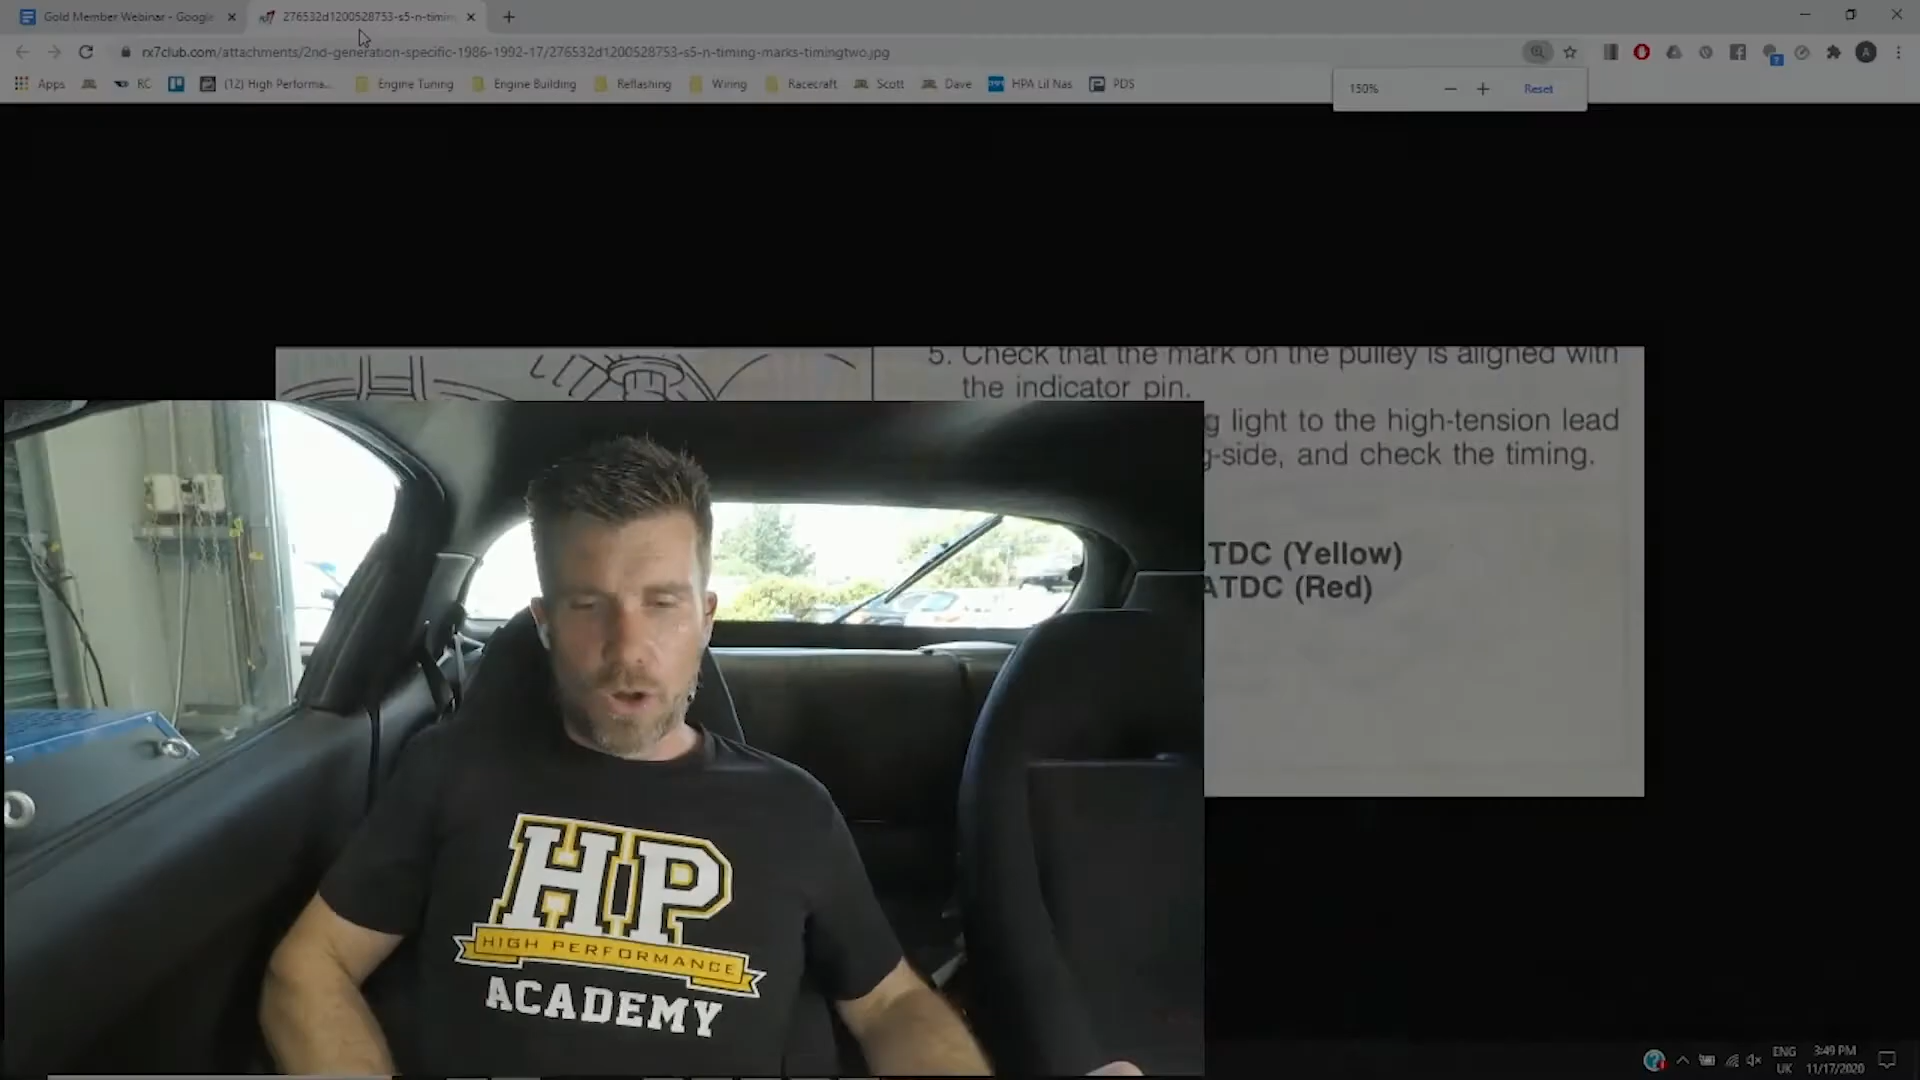 Gold Member Webinar - Google
276532d1200528753-s5-n-timin
rx7club.com/attachments/2nd-generation-specific-1986-1992-17/276532d1200528753-s5-n-timing-marks-timingtwo.jpg
Apps
RC
(12) High Performa...
Engine Tuning
Engine Building
Reflashing
Wiring
Racecraft
Scott
Dave
HPA Lil Nas
PDS
150%
Reset
5. Check that the mark on the pulley is aligned with
the indicator pin.
g light to the high-tension lead
g-side, and check the timing.
TDC (Yellow)
ATDC (Red)
HP
HIGH PERFORMANCE
ACADEMY
ENG
UK
3:49 PM
11/17/2020